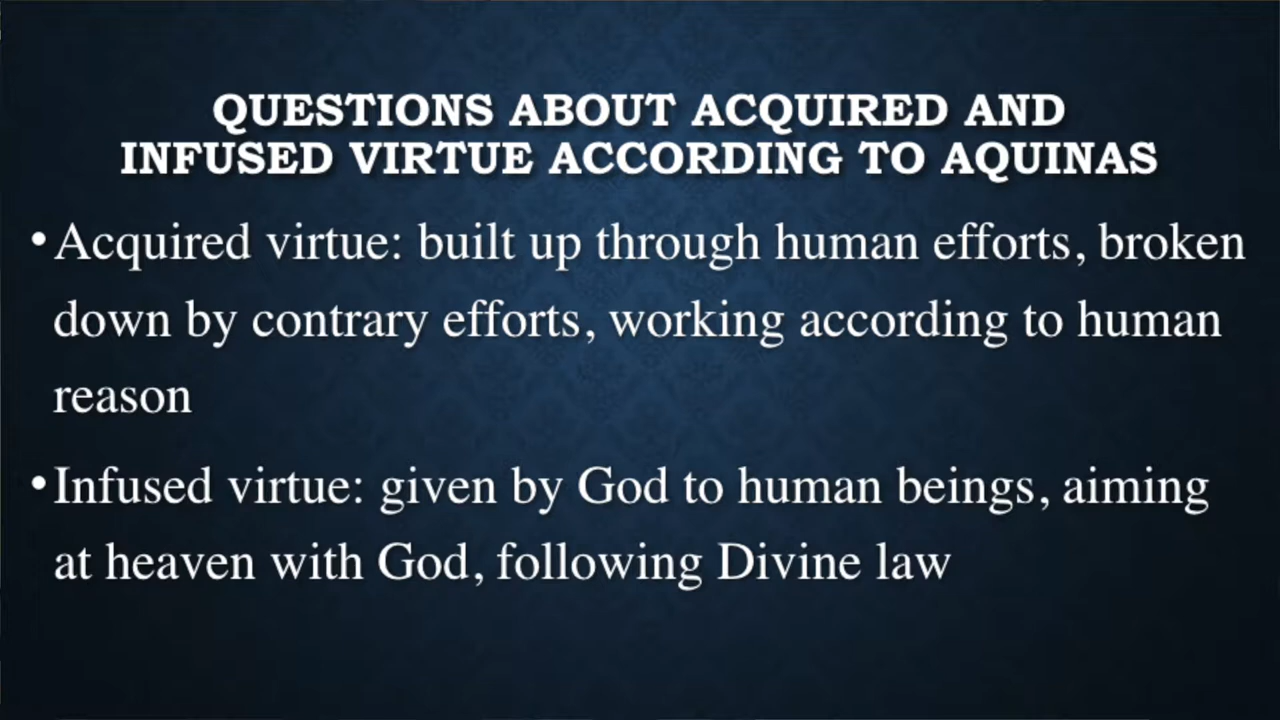 QUESTIONS ABOUT ACQUIRED AND
INFUSED VIRTUE ACCORDING TO AQUINAS
• Acquired virtue: built up through human efforts, broken
down by contrary efforts, working according to human
reason
• Infused virtue: given by God to human beings, aiming
at heaven with God, following Divine law